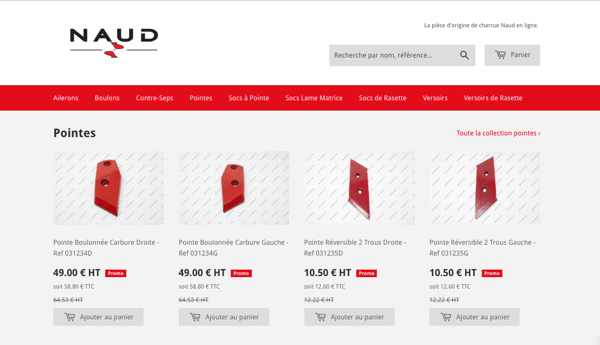 La pièce d'origine de charrue Naud en ligne.
NAUD
Recherche par nom, référence...
Panier
Ailerons Boulons Contre-Seps Pointes Socs à Pointe Socs Lame Matrice Socs de Rasette Versoirs Versoirs de Rasette
Pointes
Toute la collection pointes ›
Pointe Boulonnée Carbure Droite -
Ref 031234D
49.00 € HT Promo
soit 58.80 € TTC
64.53 € HT
Ajouter au panier
Pointe Boulonnée Carbure Gauche -
Ref 031234G
49.00 € HT Promo
soit 58.80 € TTC
64.53 € HT
Ajouter au panier
Pointe Réversible 2 Trous Droite -
Ref 031235D
10.50 € HT Promo
soit 12.60 € TTC
12.22 € HT
Ajouter au panier
Pointe Réversible 2 Trous Gauche -
Ref 031235G
10.50 € HT Promo
soit 12.60 € TTC
12.22 € HT
Ajouter au panier